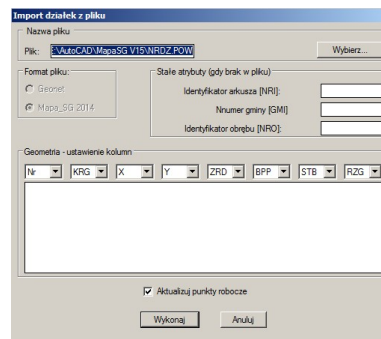 Import działek z pliku
Nazwa pliku
Plik: E:\AutoCAD\MapaSG V15\NRDZ.POW Wybierz...
Format pliku:
Geonet
Mapa_SG 2014
Stałe atrybuty (gdy brak w pliku)
Identyfikator arkusza [NRI]:
Nnumer gminy [GMI]
Identyfikator obrębu [NRO]:
Geometria - ustawienie kolumn
Nr KRG X Y ZRD BPP STB RZG
Aktualizuj punkty robocze
Wykonaj Anuluj